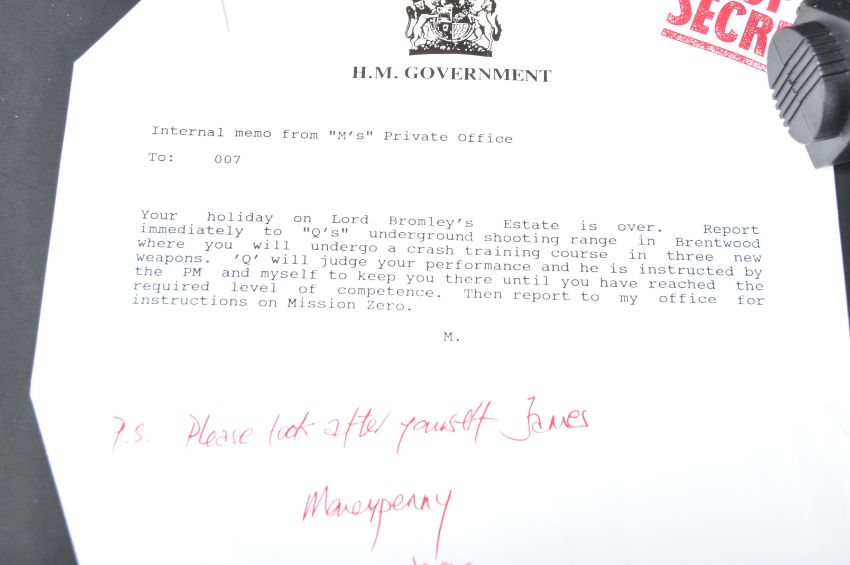 SECR
H.M. GOVERNMENT
Internal memo from "M's" Private Office
To: 007
Your holiday on Lord Bromley's Estate is over. Report
immediately to "Q's" underground shooting range in Brentwood
where you will undergo a crash training course in three new
weapons. 'Q' will judge your performance and he is instructed by
the PM and myself to keep you there until you have reached the
required level of competence. Then report to my office for
instructions on Mission Zero.
M.
P.S. Please look after yourself James
Moneypenny